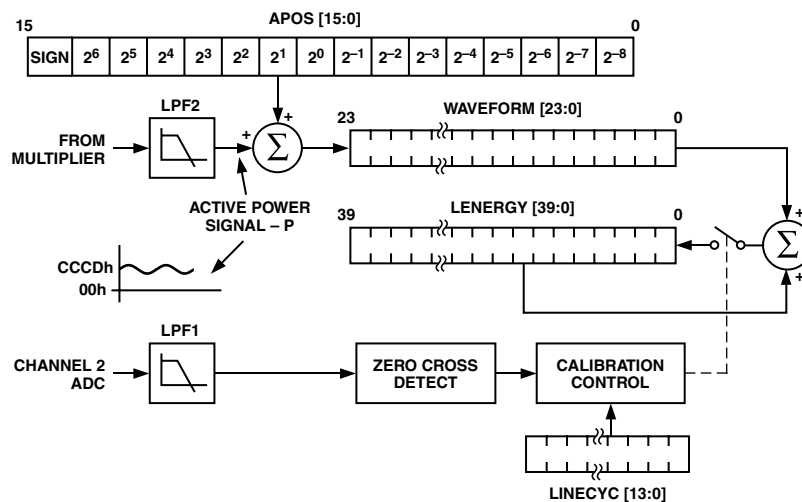 APOS [15:0]
15 0
SIGN 2⁶ 2⁵ 2⁴ 2³ 2² 2¹ 2⁰ 2⁻¹ 2⁻² 2⁻³ 2⁻⁴ 2⁻⁵ 2⁻⁶ 2⁻⁷ 2⁻⁸
LPF2
FROM
MULTIPLIER
+ +
Σ
WAVEFORM [23:0]
23 0
ACTIVE POWER
SIGNAL – P
LENERGY [39:0]
39 0
+
Σ
+
CCCDh
00h
LPF1
CHANNEL 2
ADC
ZERO CROSS
DETECT
CALIBRATION
CONTROL
LINECYC [13:0]